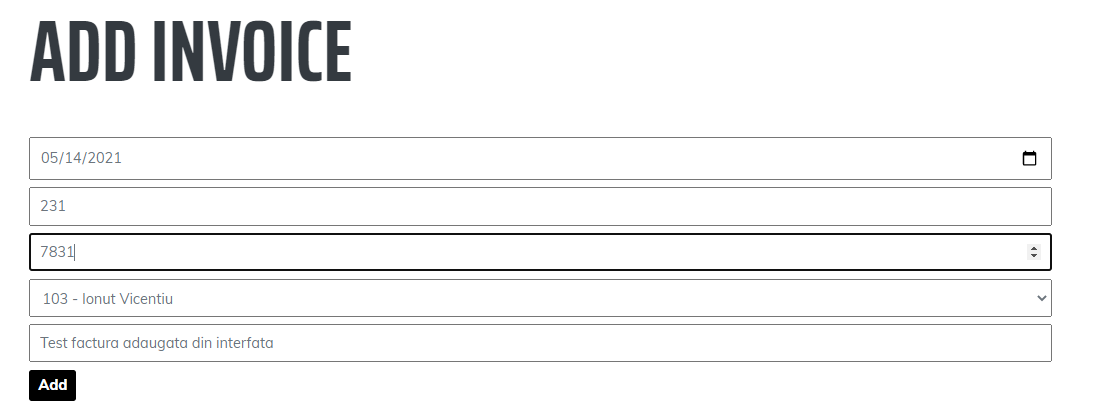 ADD INVOICE
05/14/2021
231
7831
103 - Ionut Vicentiu
Test factura adaugata din interfata
Add